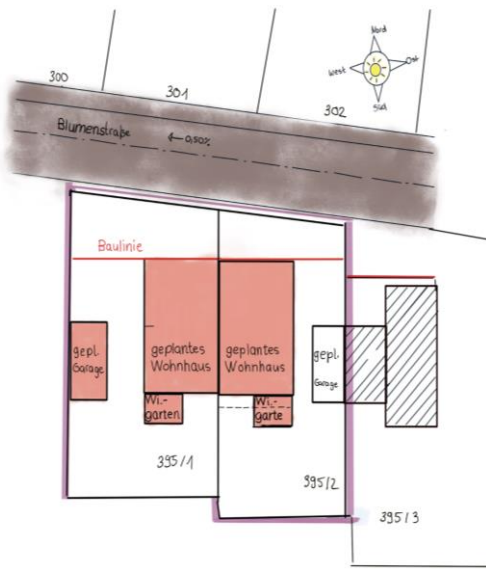 Nord
West
Ost
Süd
300
301
302
Blumenstraße
←0,50%
Baulinie
gepl.
Garage
geplantes
Wohnhaus
geplantes
Wohnhaus
gepl.
Garage
Wi.-
garten
Wi.-
garte
395/1
395/2
395/3